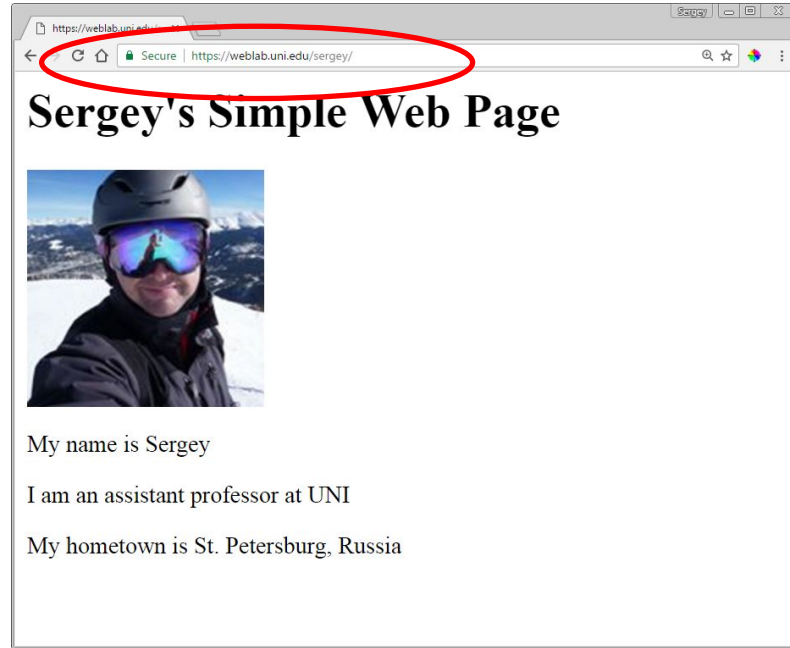 Sergey
https://weblab.uni.edu/
Secure | https://weblab.uni.edu/sergey/
Sergey's Simple Web Page
My name is Sergey
I am an assistant professor at UNI
My hometown is St. Petersburg, Russia